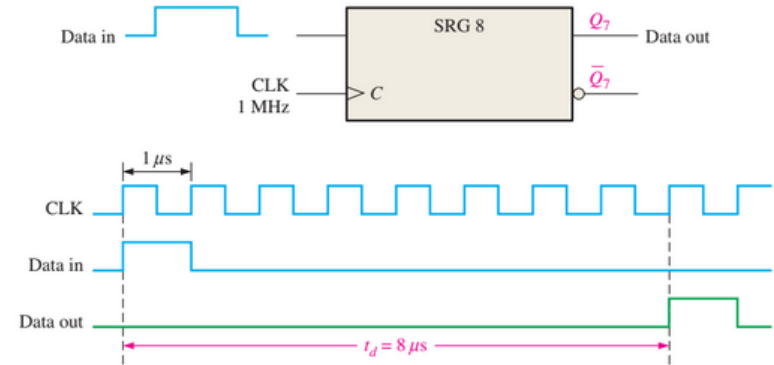 Data in
SRG 8
Q₇
Data out
CLK
1 MHz
C
Q̅₇
1 μs
CLK
Data in
Data out
t_d = 8 μs